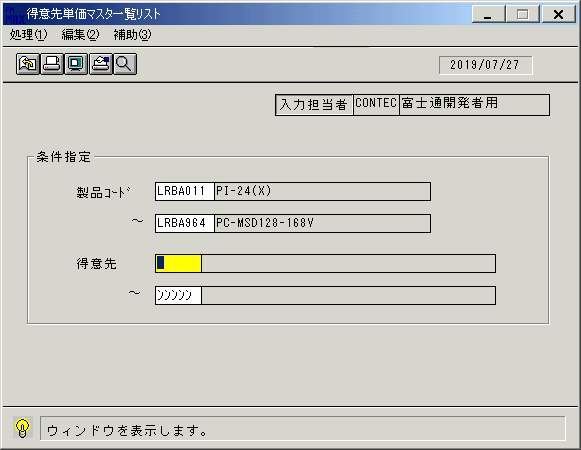 MAX 得意先単価マスター覧リスト
処理(1) 編集(2) 補助(3)
2019/07/27
入力担当者 CONTEC 富士通開発者用
条件指定
製品ｺｰﾄﾞ LRBA011 PI-24(X)
～ LRBA964 PC-MSD128-168V
得意先
～ ﾝﾝﾝﾝﾝ
ウィンドウを表示します。